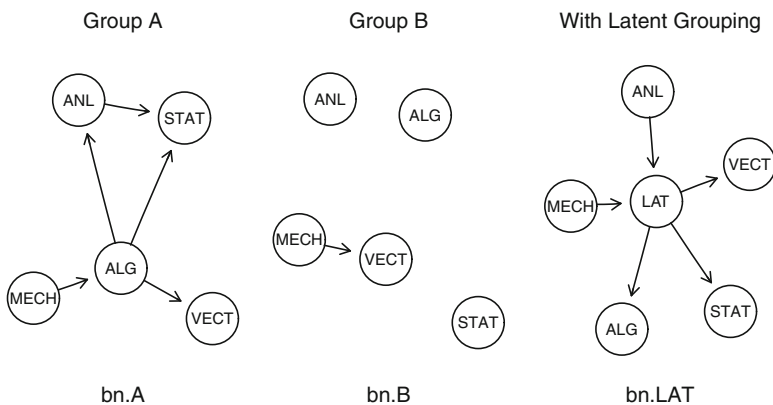 Group A
Group B
With Latent Grouping
ANL
STAT
ALG
MECH
VECT
ANL
ALG
MECH
VECT
STAT
ANL
VECT
MECH
LAT
ALG
STAT
bn.A
bn.B
bn.LAT